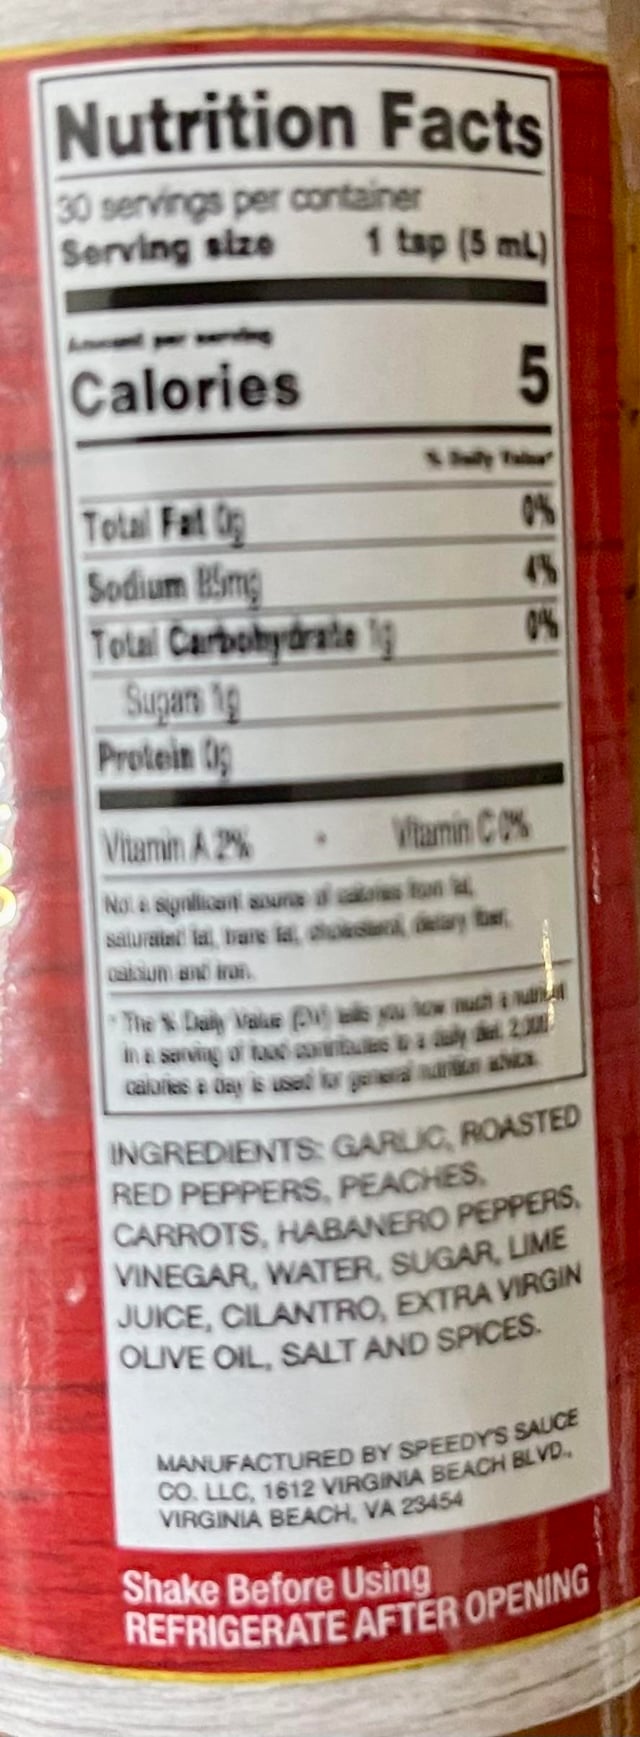 Nutrition Facts
30 servings per container
Serving size 1 tsp (5 mL)
Amount per serving
Calories 5
% Daily Value*
Total Fat 0g 0%
Sodium 85mg 4%
Total Carbohydrate 1g 0%
Sugars 1g
Protein 0g
Vitamin A 2% • Vitamin C 0%
Not a significant source of calories from fat,
saturated fat, trans fat, cholesterol, dietary fiber,
calcium and iron.
* The % Daily Value (DV) tells you how much a nutrient
in a serving of food contributes to a daily diet. 2,000
calories a day is used for general nutrition advice.
INGREDIENTS: GARLIC, ROASTED
RED PEPPERS, PEACHES,
CARROTS, HABANERO PEPPERS,
VINEGAR, WATER, SUGAR, LIME
JUICE, CILANTRO, EXTRA VIRGIN
OLIVE OIL, SALT AND SPICES.
MANUFACTURED BY SPEEDY'S SAUCE
CO. LLC, 1612 VIRGINIA BEACH BLVD.,
VIRGINIA BEACH, VA 23454
Shake Before Using
REFRIGERATE AFTER OPENING